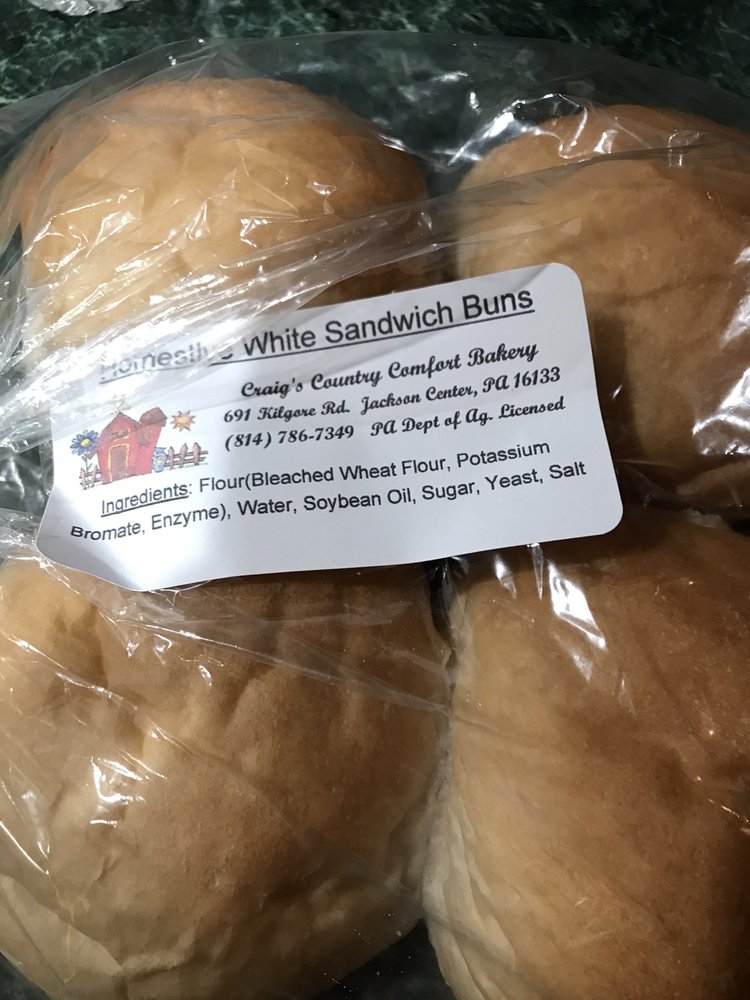 Homestyle White Sandwich Buns
Craig's Country Comfort Bakery
691 Kilgore Rd. Jackson Center, PA 16133
(814) 786-7349 PA Dept of Ag. Licensed
Ingredients: Flour(Bleached Wheat Flour, Potassium
Bromate, Enzyme), Water, Soybean Oil, Sugar, Yeast, Salt